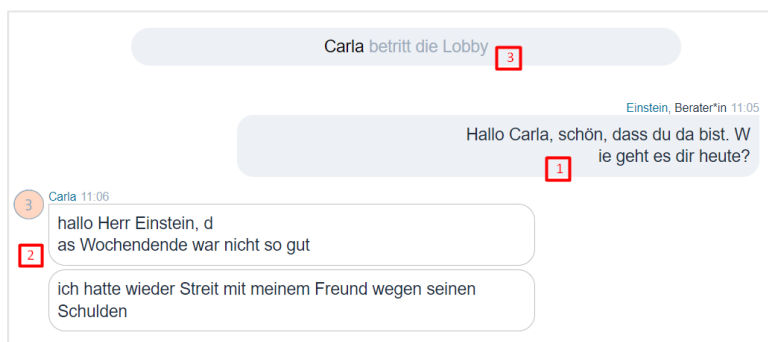 Carla betritt die Lobby
3
Einstein, Berater*in 11:05
Hallo Carla, schön, dass du da bist. W
ie geht es dir heute?
1
3
Carla 11:06
hallo Herr Einstein, d
as Wochendende war nicht so gut
2
ich hatte wieder Streit mit meinem Freund wegen seinen
Schulden